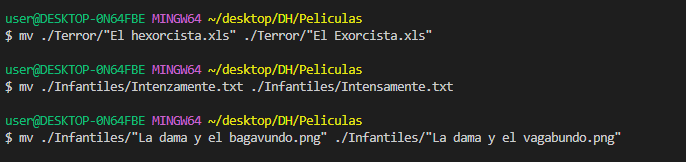 user@DESKTOP-0N64FBE MINGW64 ~/desktop/DH/Peliculas
$ mv ./Terror/"El hexorcista.xls" ./Terror/"El Exorcista.xls"
user@DESKTOP-0N64FBE MINGW64 ~/desktop/DH/Peliculas
$ mv ./Infantiles/Intenzamente.txt ./Infantiles/Intensamente.txt
user@DESKTOP-0N64FBE MINGW64 ~/desktop/DH/Peliculas
$ mv ./Infantiles/"La dama y el bagavundo.png" ./Infantiles/"La dama y el vagabundo.png"